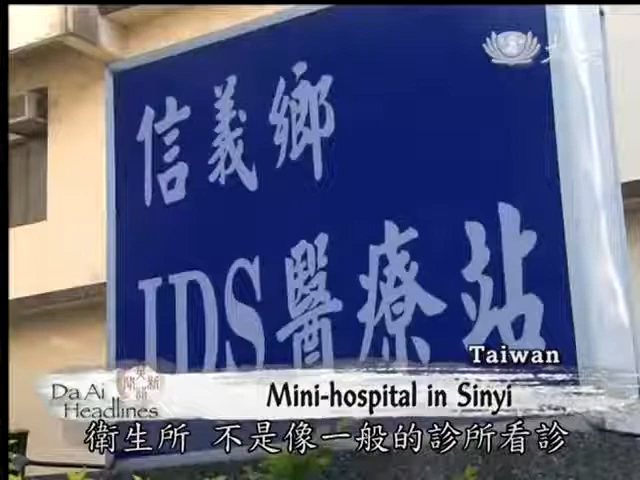 信義鄉
IDS醫療站
Taiwan
Da Ai
Headlines
Mini-hospital in Sinyi
衛生所 不是像一般的診所看診